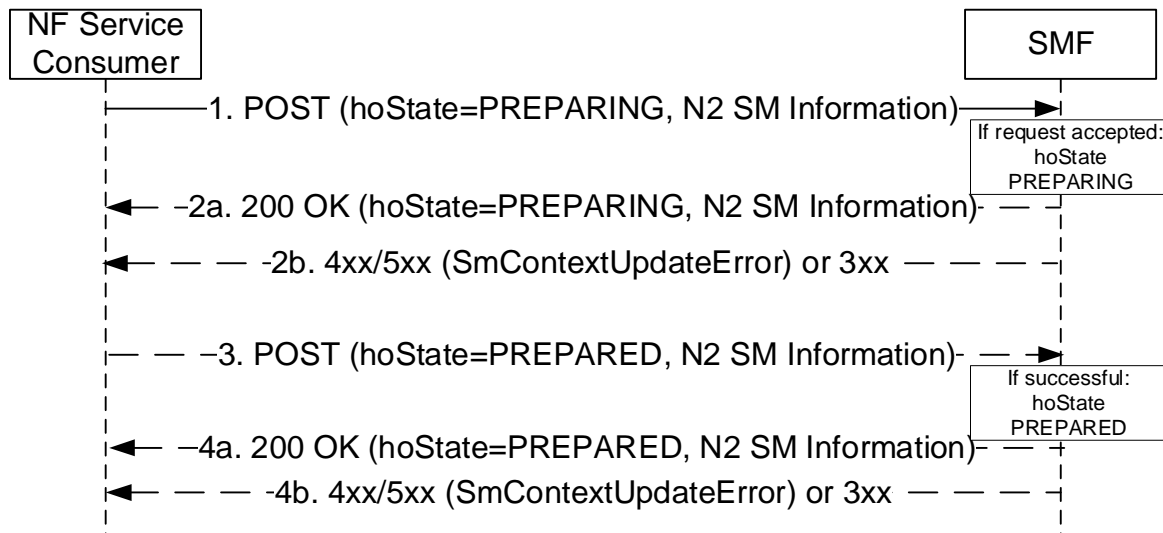 NF Service
Consumer
SMF
1. POST (hoState=PREPARING, N2 SM Information)
If request accepted:
hoState
PREPARING
2a. 200 OK (hoState=PREPARING, N2 SM Information)
2b. 4xx/5xx (SmContextUpdateError) or 3xx
3. POST (hoState=PREPARED, N2 SM Information)
If successful:
hoState
PREPARED
4a. 200 OK (hoState=PREPARED, N2 SM Information)
4b. 4xx/5xx (SmContextUpdateError) or 3xx